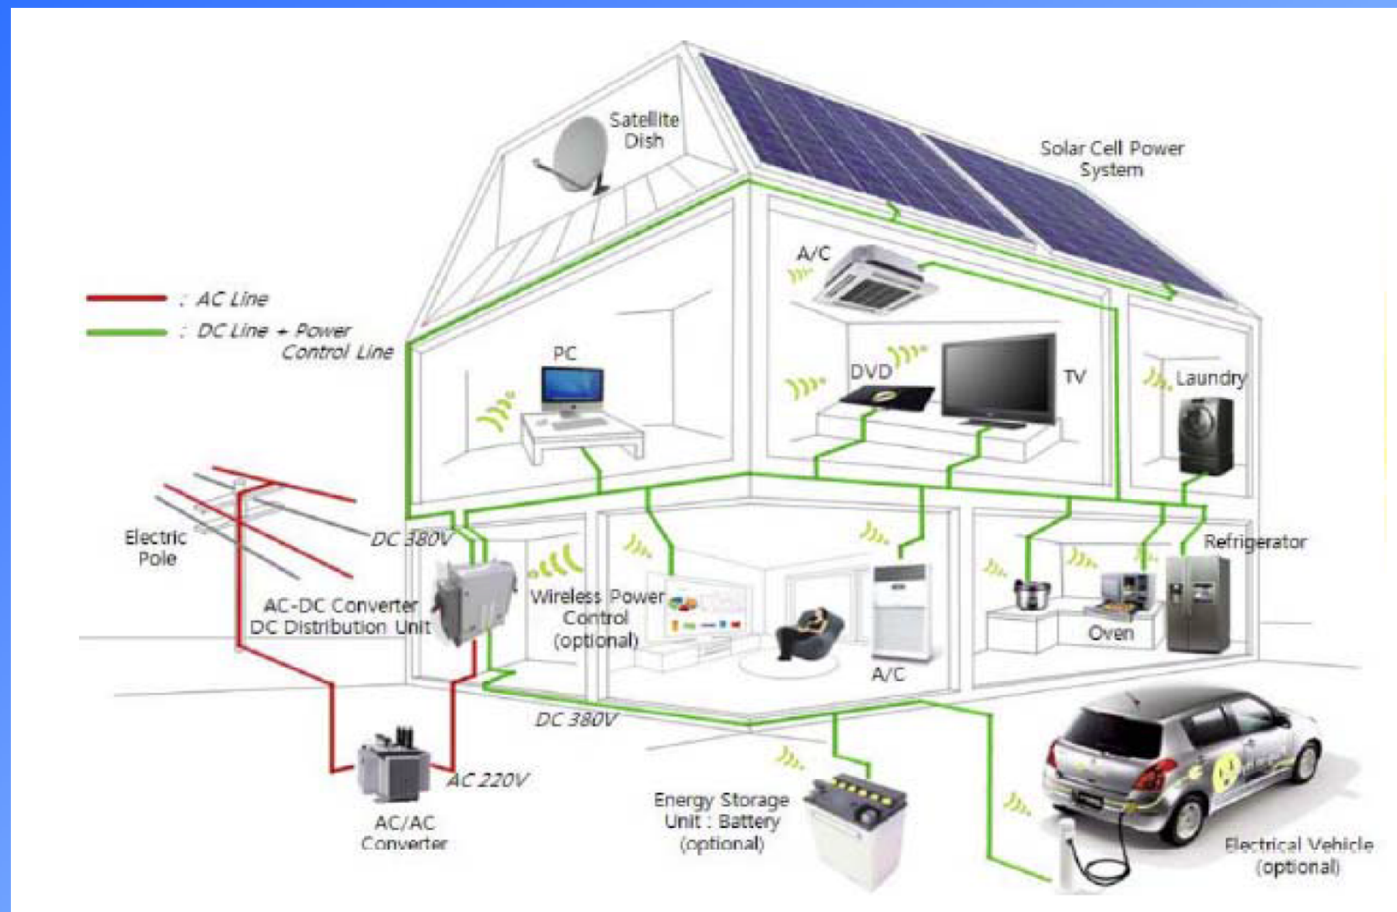 Satellite
Dish
Solar Cell Power
System
A/C
: AC Line
: DC Line + Power
Control Line
PC
DVD
TV
Laundry
Electric
Pole
DC 380V
Refrigerator
AC-DC Converter
DC Distribution Unit
Wireless Power
Control
(optional)
Oven
A/C
DC 380V
AC 220V
AC/AC
Converter
Energy Storage
Unit : Battery
(optional)
Electrical Vehicle
(optional)